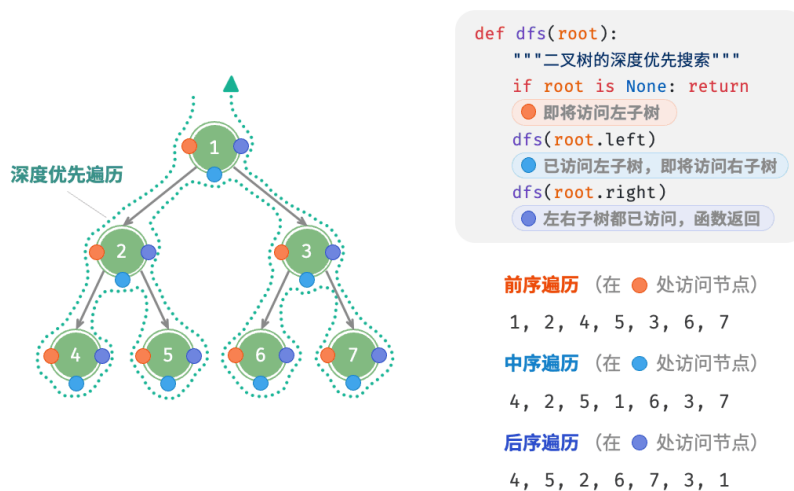 def dfs(root):
"""二叉树的深度优先搜索"""
if root is None: return
即将访问左子树
dfs(root.left)
已访问左子树，即将访问右子树
dfs(root.right)
左右子树都已访问，函数返回
深度优先遍历
1
2
3
4
5
6
7
前序遍历 （在 处访问节点）
1, 2, 4, 5, 3, 6, 7
中序遍历 （在 处访问节点）
4, 2, 5, 1, 6, 3, 7
后序遍历 （在 处访问节点）
4, 5, 2, 6, 7, 3, 1